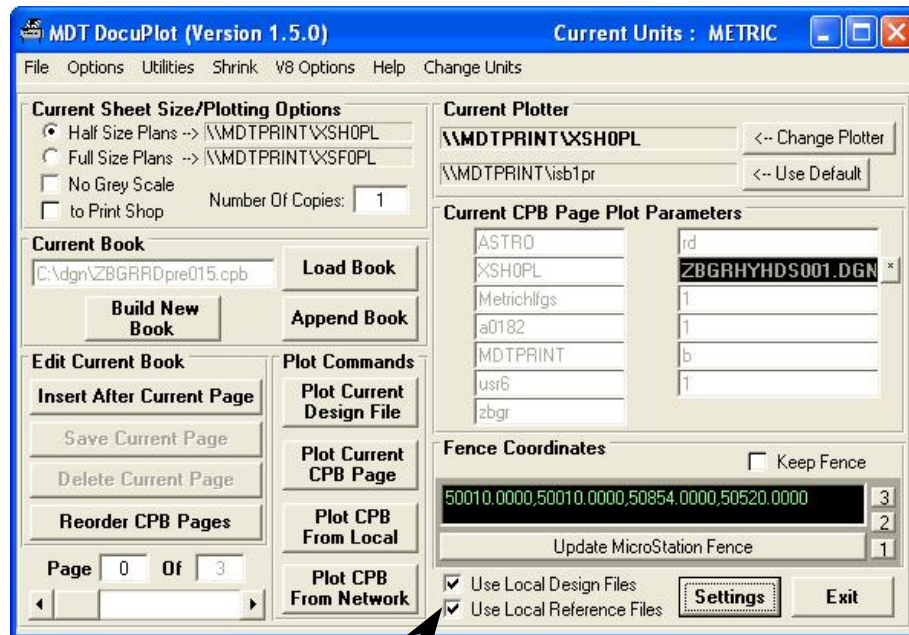 MDT DocuPlot (Version 1.5.0) Current Units : METRIC
File Options Utilities Shrink V8 Options Help Change Units
Current Sheet Size/Plotting Options
Half Size Plans --> \\MDTPRINT\XSH0PL
Full Size Plans --> \\MDTPRINT\XSF0PL
No Grey Scale
to Print Shop
Number Of Copies: 1
Current Plotter
\\MDTPRINT\XSH0PL
<-- Change Plotter
\\MDTPRINT\isb1pr
<-- Use Default
Current Book
C:\dgn\ZBGRRDpre015.cpb
Load Book
Build New
Book
Append Book
Current CPB Page Plot Parameters
ASTRO
rd
XSH0PL
ZBGRHYHDS001.DGN
*
Metrichlfgs
1
a0182
1
MDTPRINT
b
usr6
1
zbgr
Edit Current Book
Insert After Current Page
Save Current Page
Delete Current Page
Reorder CPB Pages
Page 0 Of 3
Plot Commands
Plot Current
Design File
Plot Current
CPB Page
Plot CPB
From Local
Plot CPB
From Network
Fence Coordinates
Keep Fence
50010.0000,50010.0000,50854.0000,50520.0000
3
2
1
Update MicroStation Fence
Use Local Design Files
Use Local Reference Files
Settings
Exit